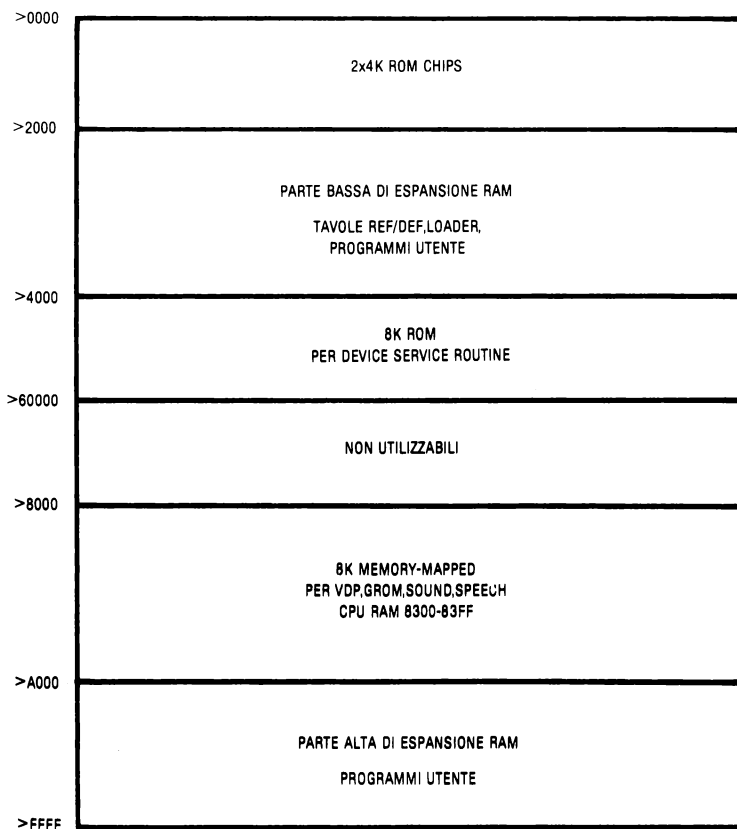 >0000
2x4K ROM CHIPS
>2000
PARTE BASSA DI ESPANSIONE RAM
TAVOLE REF/DEF,LOADER,
PROGRAMMI UTENTE
>4000
8K ROM
PER DEVICE SERVICE ROUTINE
>60000
NON UTILIZZABILI
>8000
8K MEMORY-MAPPED
PER VDP,GROM,SOUND,SPEECH
CPU RAM 8300-83FF
>A000
PARTE ALTA DI ESPANSIONE RAM
PROGRAMMI UTENTE
>FFFF